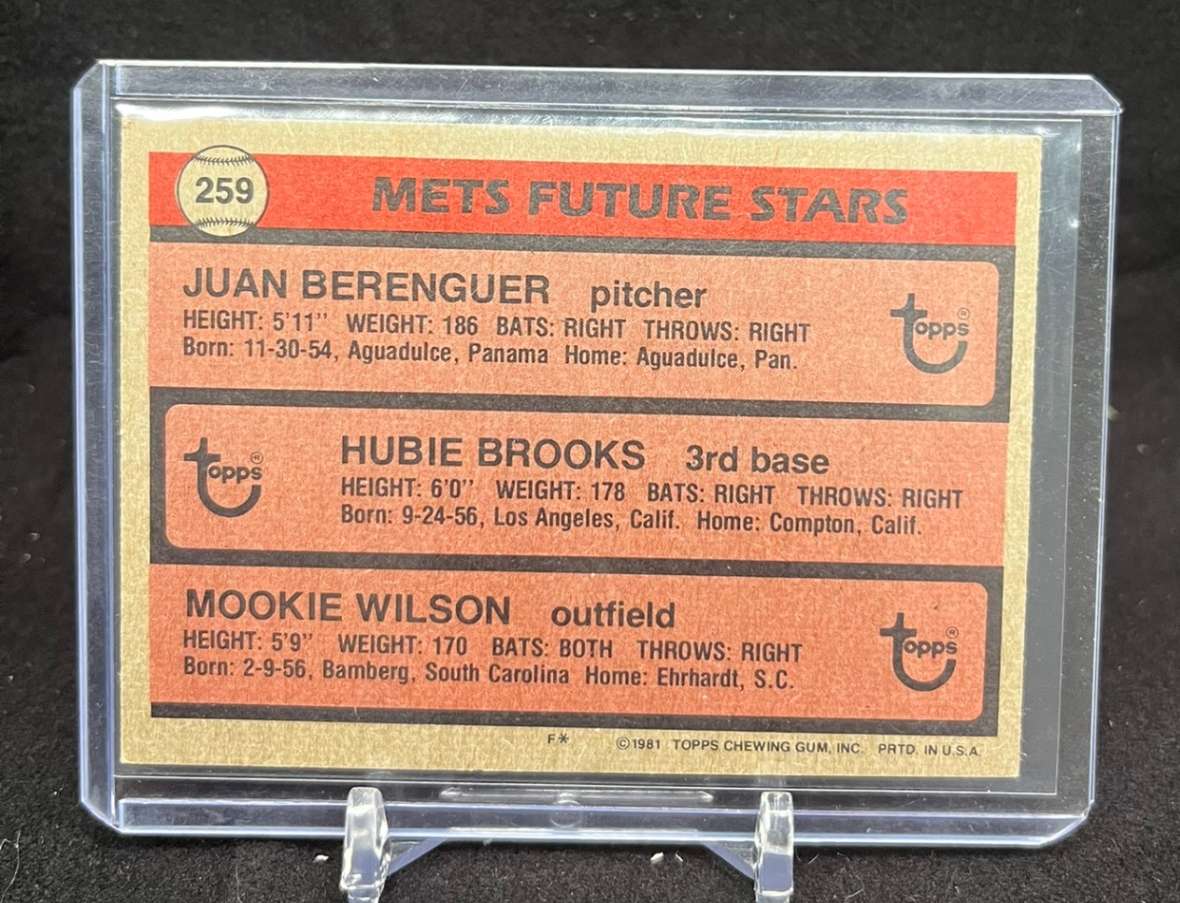 259
METS FUTURE STARS
JUAN BERENGUER pitcher
HEIGHT: 5'11" WEIGHT: 186 BATS: RIGHT THROWS: RIGHT
Born: 11-30-54, Aguadulce, Panama Home: Aguadulce, Pan.
Topps®
Topps®
HUBIE BROOKS 3rd base
HEIGHT: 6'0" WEIGHT: 178 BATS: RIGHT THROWS: RIGHT
Born: 9-24-56, Los Angeles, Calif. Home: Compton, Calif.
MOOKIE WILSON outfield
HEIGHT: 5'9" WEIGHT: 170 BATS: BOTH THROWS: RIGHT
Born: 2-9-56, Bamberg, South Carolina Home: Ehrhardt, S.C.
Topps®
F* ©1981 TOPPS CHEWING GUM, INC. PRTD. IN U.S.A.